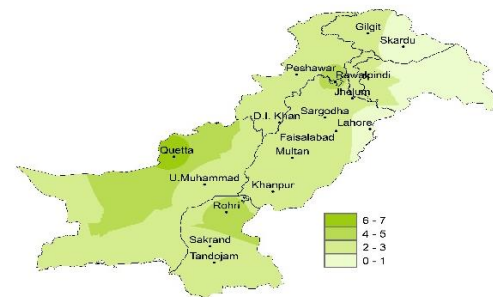 Gilgit
Skardu
Peshawar
Rawalpindi
Jhelum
D.I. Khan
Sargodha
Lahore
Faisalabad
Quetta
Multan
U.Muhammad
Khanpur
Rohri
Sakrand
Tandojam
6 - 7
4 - 5
2 - 3
0 - 1